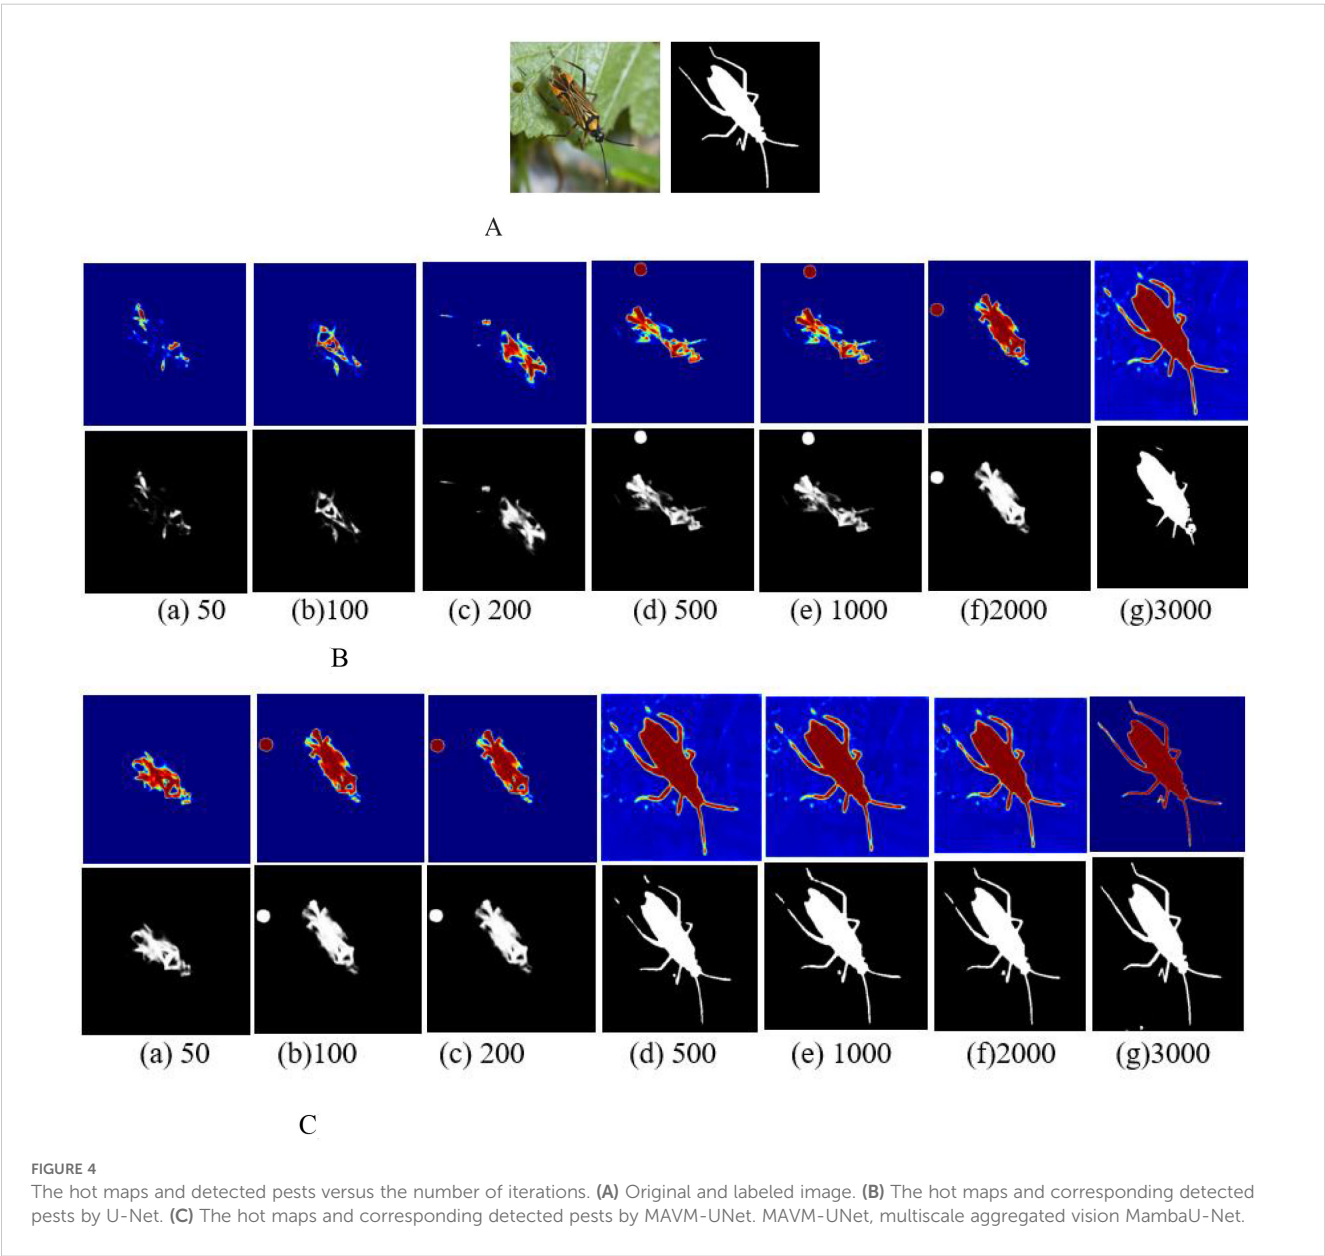 A
(a) 50
(b)100
(c) 200
(d) 500
(e) 1000
(f)2000
(g)3000
B
(a) 50
(b)100
(c) 200
(d) 500
(e) 1000
(f)2000
(g)3000
C
FIGURE 4
The hot maps and detected pests versus the number of iterations. (A) Original and labeled image. (B) The hot maps and corresponding detected
pests by U-Net. (C) The hot maps and corresponding detected pests by MAVM-UNet. MAVM-UNet, multiscale aggregated vision MambaU-Net.